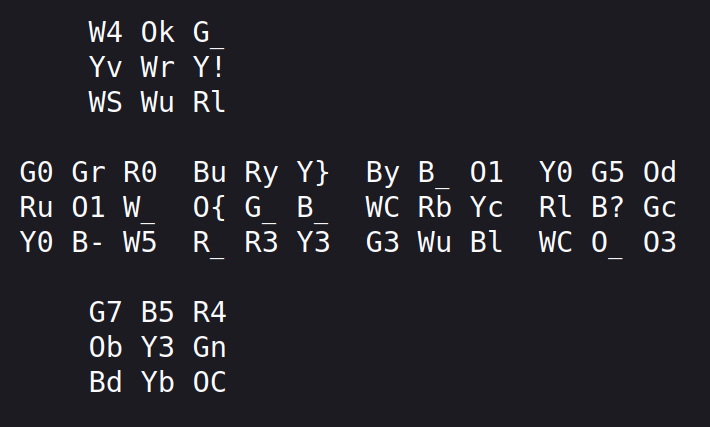 W4 Ok G_
Yv Wr Y!
WS Wu Rl
G0 Gr R0 Bu Ry Y} By B_ O1 Y0 G5 Od
Ru O1 W_ O{ G_ B_ WC Rb Yc Rl B? Gc
Y0 B- W5 R_ R3 Y3 G3 Wu Bl WC O_ O3
G7 B5 R4
Ob Y3 Gn
Bd Yb OC